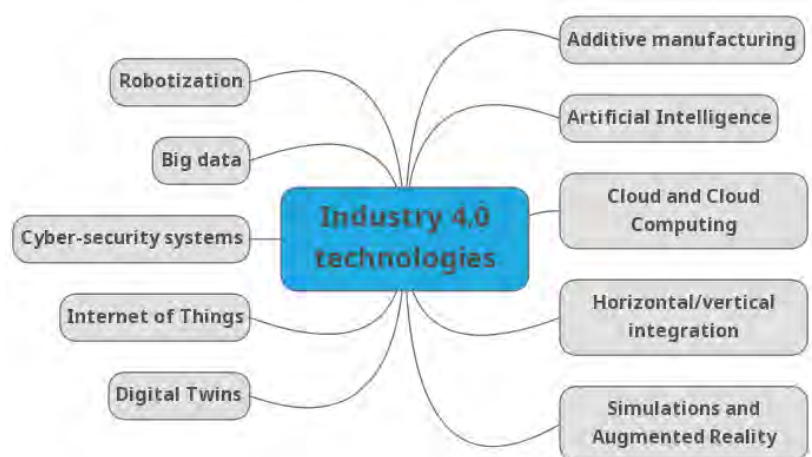 Additive manufacturing
Robotization
Artificial Intelligence
Big data
Cloud and Cloud
Computing
Industry 4.0
technologies
Cyber-security systems
Internet of Things
Horizontal/vertical
integration
Digital Twins
Simulations and
Augmented Reality